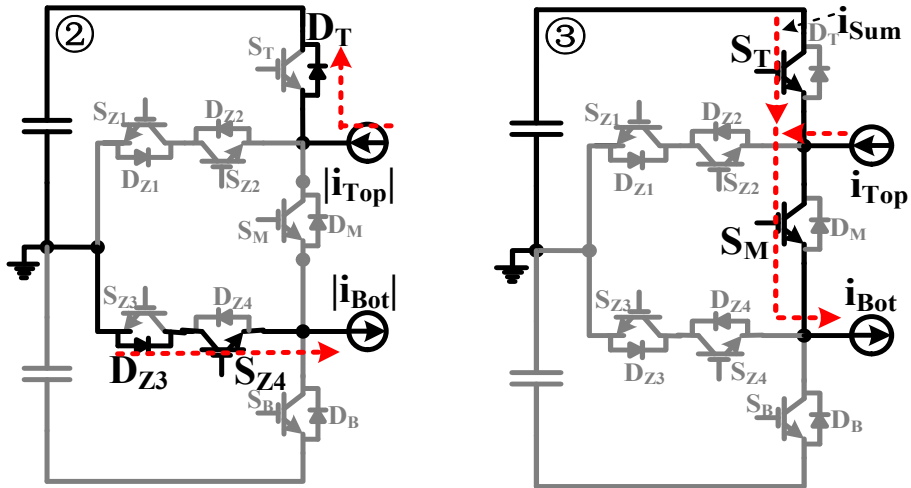 ②
D_T
S_T
S_Z1
D_Z2
D_Z1
S_Z2
|i_Top|
S_M
D_M
|i_Bot|
S_Z3
D_Z4
D_Z3
S_Z4
S_B
D_B
③
i_Sum
D_T
S_T
S_Z1
D_Z2
D_Z1
S_Z2
i_Top
S_M
D_M
i_Bot
S_Z3
D_Z4
D_Z3
S_Z4
S_B
D_B